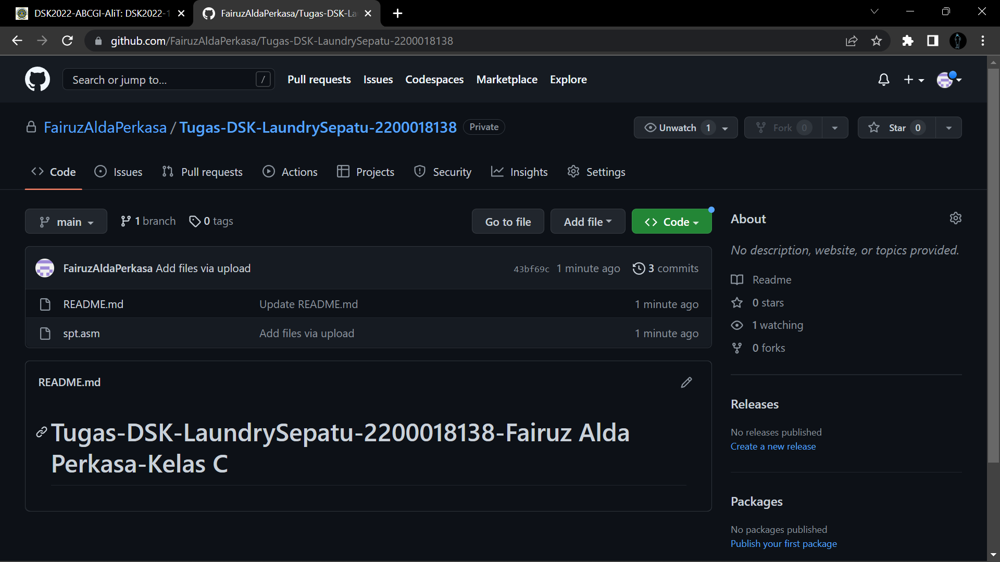 DSK2022-ABCGI-AliT: DSK2022-1
FairuzAldaPerkasa/Tugas-DSK-La
github.com/FairuzAldaPerkasa/Tugas-DSK-LaundrySepatu-2200018138
Search or jump to... /
Pull requests Issues Codespaces Marketplace Explore
FairuzAldaPerkasa / Tugas-DSK-LaundrySepatu-2200018138 Private
Unwatch 1 Fork 0 Star 0
Code Issues Pull requests Actions Projects Security Insights Settings
main 1 branch 0 tags Go to file Add file Code
FairuzAldaPerkasa Add files via upload 43bf69c 1 minute ago 3 commits
README.md Update README.md 1 minute ago
spt.asm Add files via upload 1 minute ago
README.md
Tugas-DSK-LaundrySepatu-2200018138-Fairuz Alda
Perkasa-Kelas C
About
No description, website, or topics provided.
Readme
0 stars
1 watching
0 forks
Releases
No releases published
Create a new release
Packages
No packages published
Publish your first package